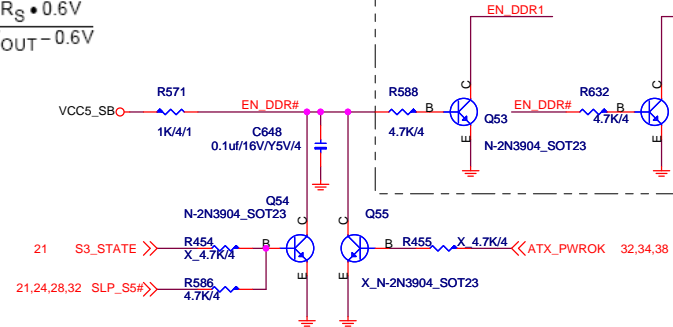 R_S • 0.6V
OUT − 0.6V
EN_DDR1
R571
VCC5_SB
1K/4/1
EN_DDR#
C648
0.1uf/16V/Y5V/4
R588
4.7K/4
B
C
E
Q53
N-2N3904_SOT23
EN_DDR#
R632
4.7K/4
B
C
E
Q54
N-2N3904_SOT23
C
B
E
Q55
C
B
E
X_N-2N3904_SOT23
21 S3_STATE
R454
X_4.7K/4
21,24,28,32 SLP_S5#
R586
4.7K/4
R455
X_4.7K/4
ATX_PWROK 32,34,38